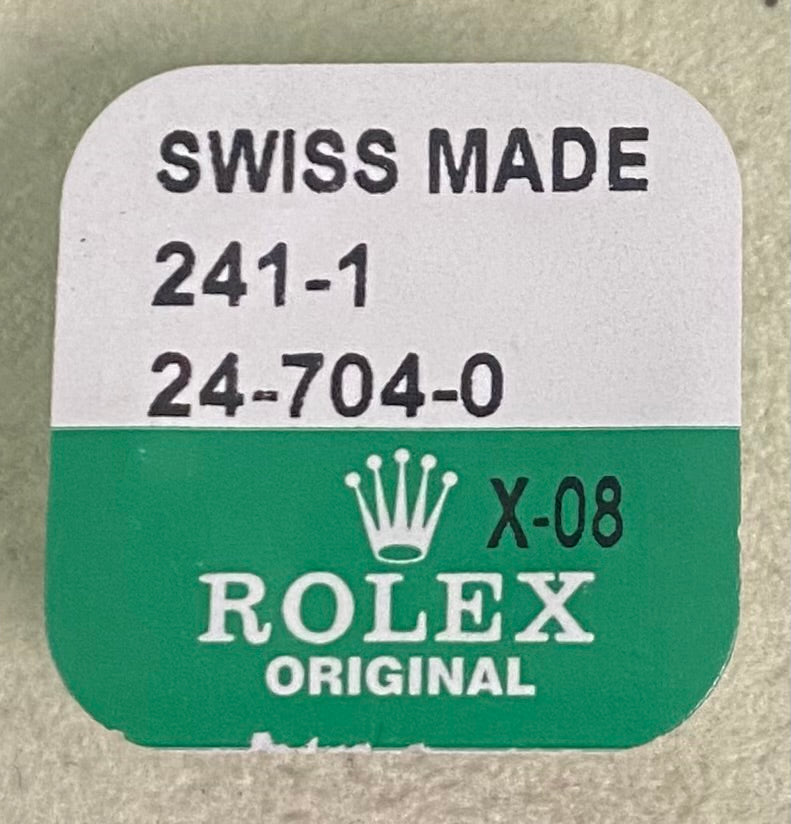 SWISS MADE
241-1
24-704-0
X-08
ROLEX
ORIGINAL